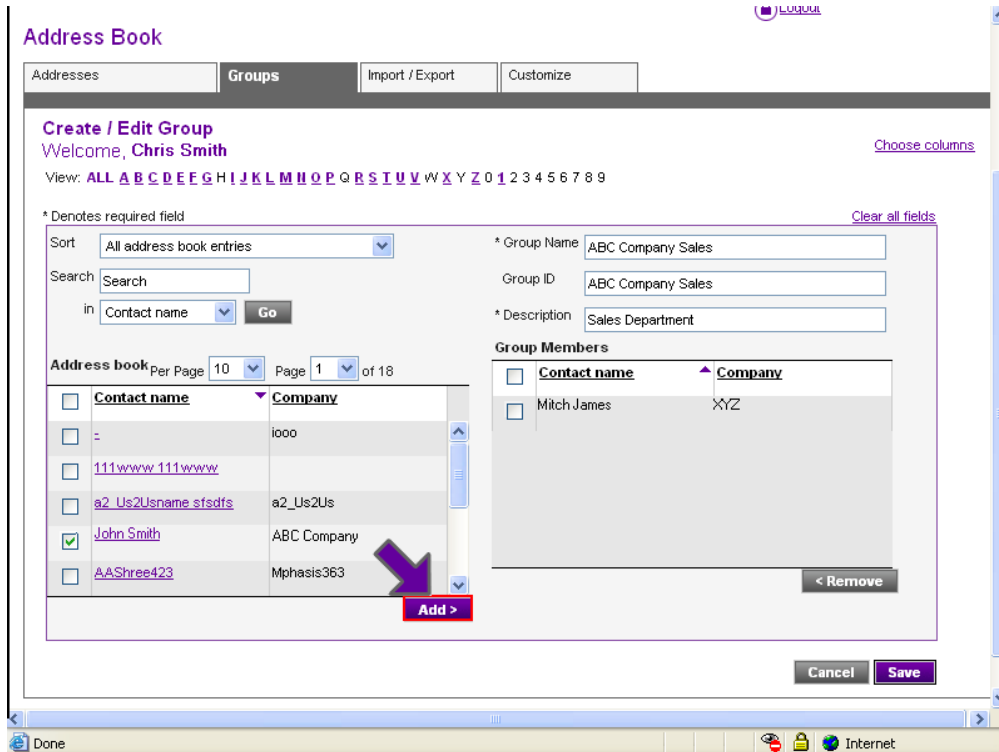 Logout
Address Book
Addresses Groups Import / Export Customize
Create / Edit Group
Welcome, Chris Smith
Choose columns
View: ALL A B C D E F G H I J K L M N O P Q R S T U V W X Y Z 0 1 2 3 4 5 6 7 8 9
* Denotes required field
Clear all fields
Sort All address book entries
* Group Name ABC Company Sales
Search Search
Group ID ABC Company Sales
in Contact name Go
* Description Sales Department
Group Members
Address book Per Page 10 Page 1 of 18
Contact name Company
Mitch James XYZ
Contact name Company
- iooo
111www 111www
a2_Us2Usname sfsdfs a2_Us2Us
John Smith ABC Company
AAShree423 Mphasis363
< Remove
Add >
Cancel Save
Done Internet